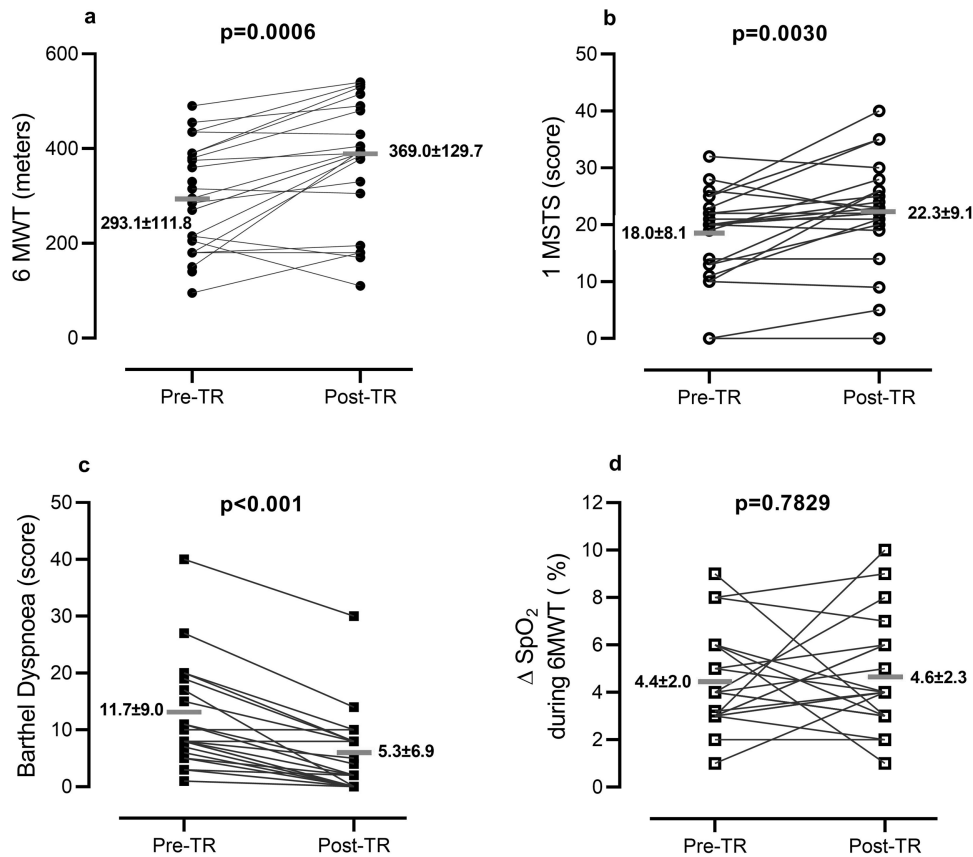 a
p=0.0006
6 MWT (meters)
600
400
200
0
293.1±111.8
369.0±129.7
Pre-TR
Post-TR
b
p=0.0030
1 MSTS (score)
50
40
30
20
10
0
18.0±8.1
22.3±9.1
Pre-TR
Post-TR
c
p<0.001
Barthel Dyspnoea (score)
50
40
30
20
10
0
11.7±9.0
5.3±6.9
Pre-TR
Post-TR
d
p=0.7829
Δ SpO₂
during 6MWT ( %)
12
10
8
6
4
2
0
4.4±2.0
4.6±2.3
Pre-TR
Post-TR